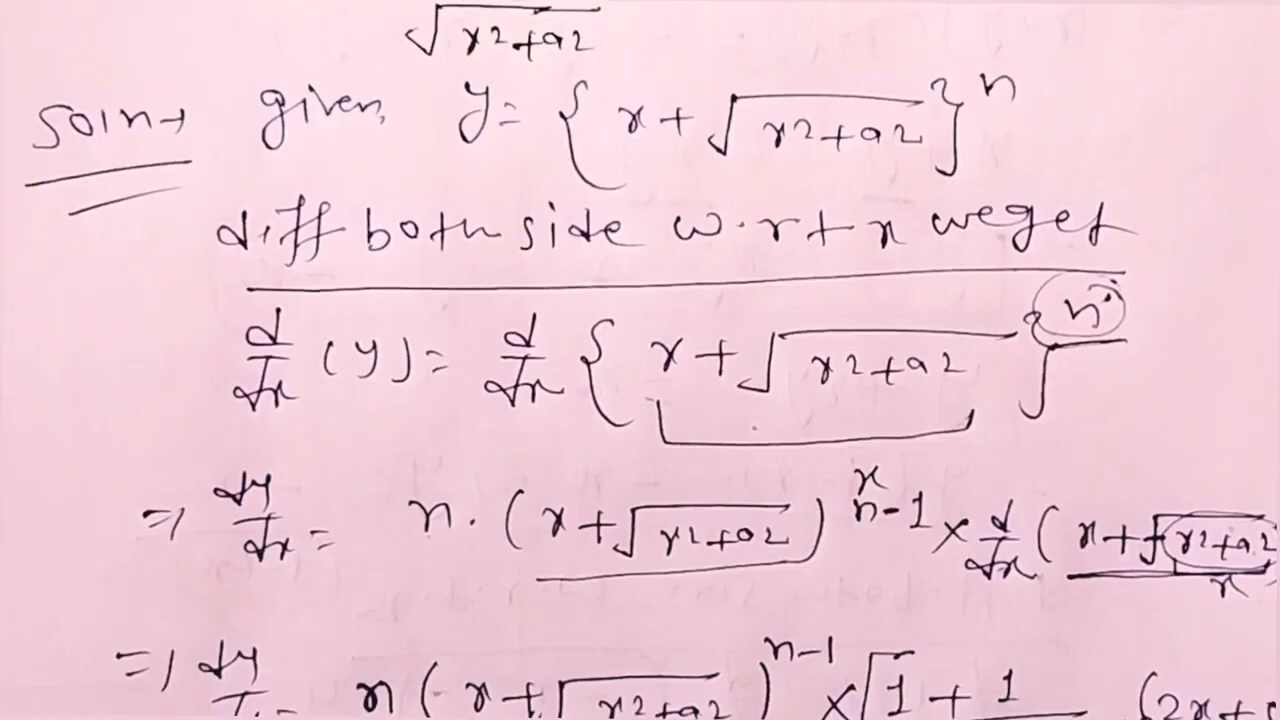 √x2+a2
Soln→ given, y= { x+√x2+a2 }n
diff both side w.r+x we get
d/dx (y)= d/dx { x+√x2+a2 }n
=) dy/dx = n.(x+√x2+a2) n-1 × d/dx (x+√x2+a2
x
=) dy n(x+√x2+a2)n-1 ×[1+1 (2x+